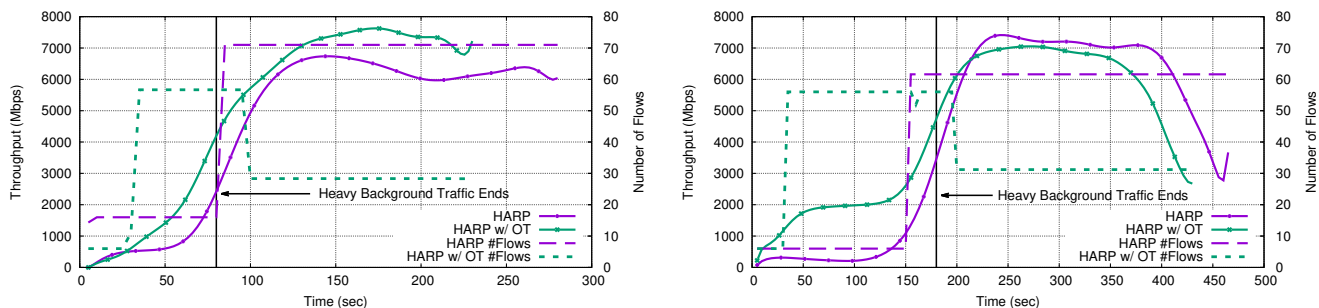 8000
7000
6000
5000
4000
3000
2000
1000
0
Throughput (Mbps)
80
70
60
50
40
30
20
10
0
Number of Flows
Heavy Background Traffic Ends
HARP
HARP w/ OT
HARP #Flows
HARP w/ OT #Flows
0 50 100 150 200 250 300
Time (sec)
8000
7000
6000
5000
4000
3000
2000
1000
0
Throughput (Mbps)
80
70
60
50
40
30
20
10
0
Number of Flows
Heavy Background Traffic Ends
HARP
HARP w/ OT
HARP #Flows
HARP w/ OT #Flows
0 50 100 150 200 250 300 350 400 450 500
Time (sec)